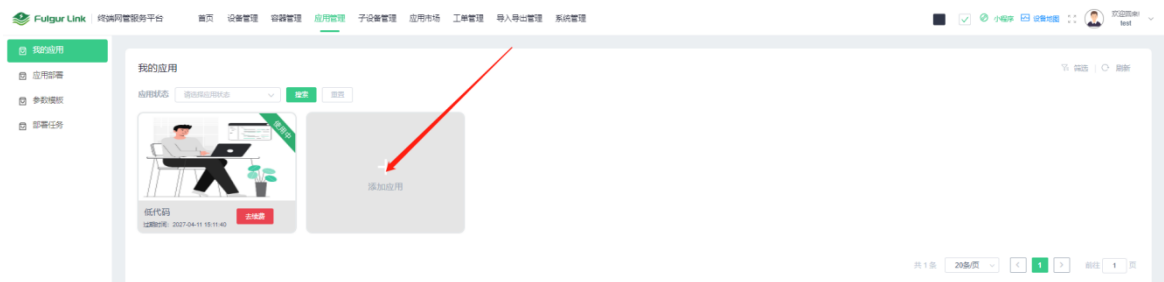 Fulgur Link 终端网管服务平台 首页 设备管理 容器管理 应用管理 子设备管理 应用市场 工单管理 导入导出管理 系统管理 小程序 设备地图 欢迎回来! test
我的应用
应用部署
参数模板
部署任务
我的应用 筛选 刷新
应用状态 请选择应用状态 搜索 重置
使用中
添加应用
低代码
过期时间: 2027-04-11 15:11:40
去续费
共 1 条 20条/页 1 前往 1 页